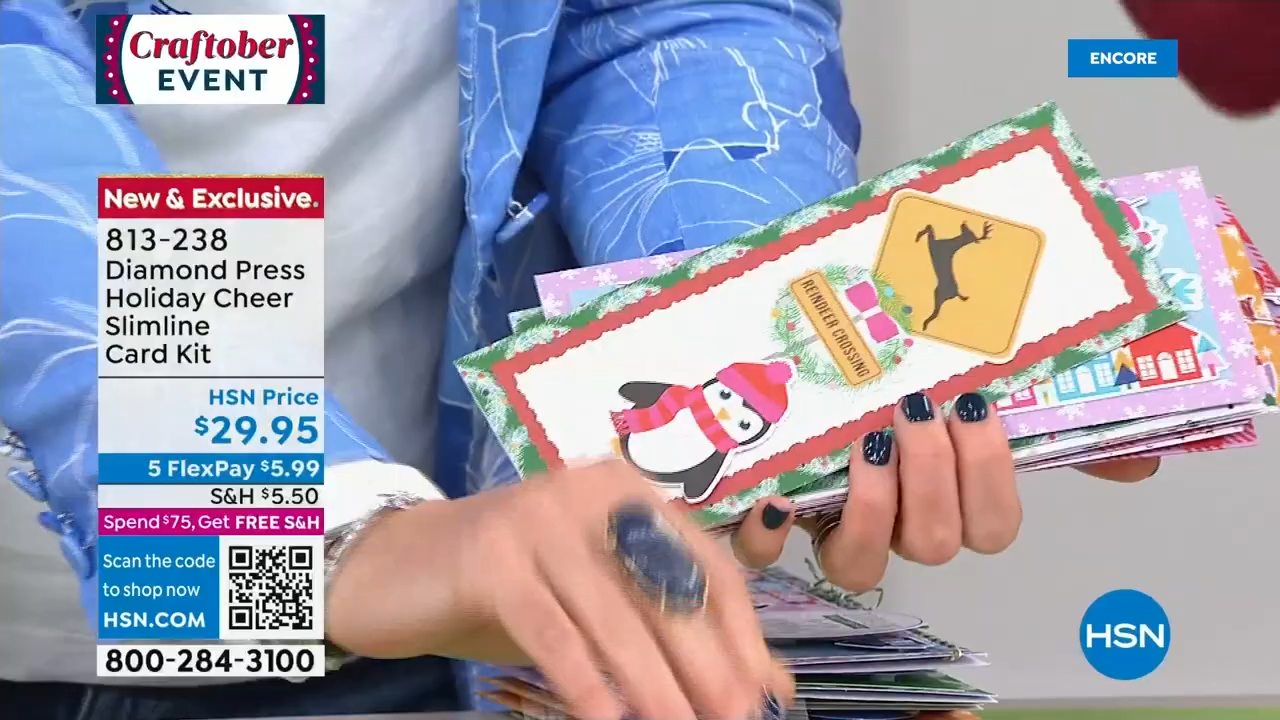 Craftober
EVENT
ENCORE
New & Exclusive.
813-238
Diamond Press
Holiday Cheer
Slimline
Card Kit
HSN Price
$29.95
5 FlexPay $5.99
S&H $5.50
Spend $75, Get FREE S&H
Scan the code
to shop now
HSN.COM
800-284-3100
REINDEER CROSSING
HSN